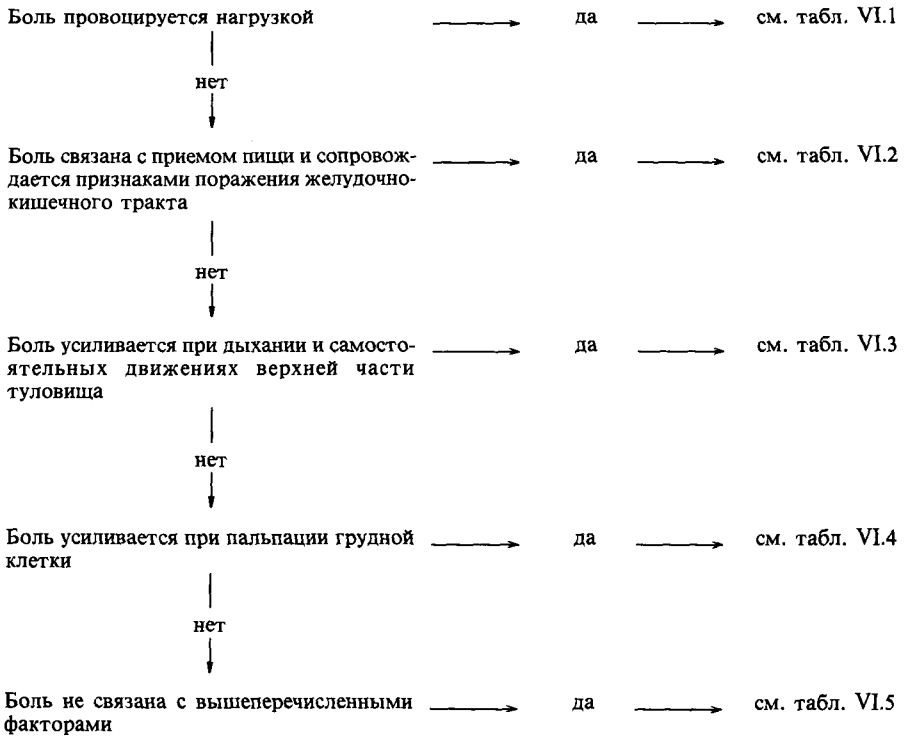 Боль провоцируется нагрузкой да см. табл. VI.1
нет
Боль связана с приемом пищи и сопровож- да см. табл. VI.2
дается признаками поражения желудочно-
кишечного тракта
нет
Боль усиливается при дыхании и самосто- да см. табл. VI.3
ятельных движениях верхней части
туловища
нет
Боль усиливается при пальпации грудной да см. табл. VI.4
клетки
нет
Боль не связана с вышеперечисленными да см. табл. VI.5
факторами